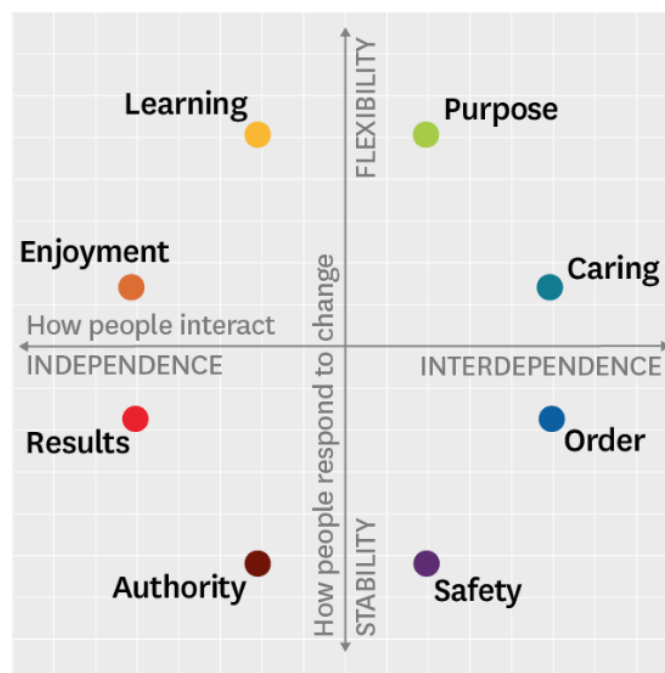 Learning
Purpose
FLEXIBILITY
Enjoyment
Caring
How people interact
INDEPENDENCE
INTERDEPENDENCE
How people respond to change
Results
Order
STABILITY
Authority
Safety